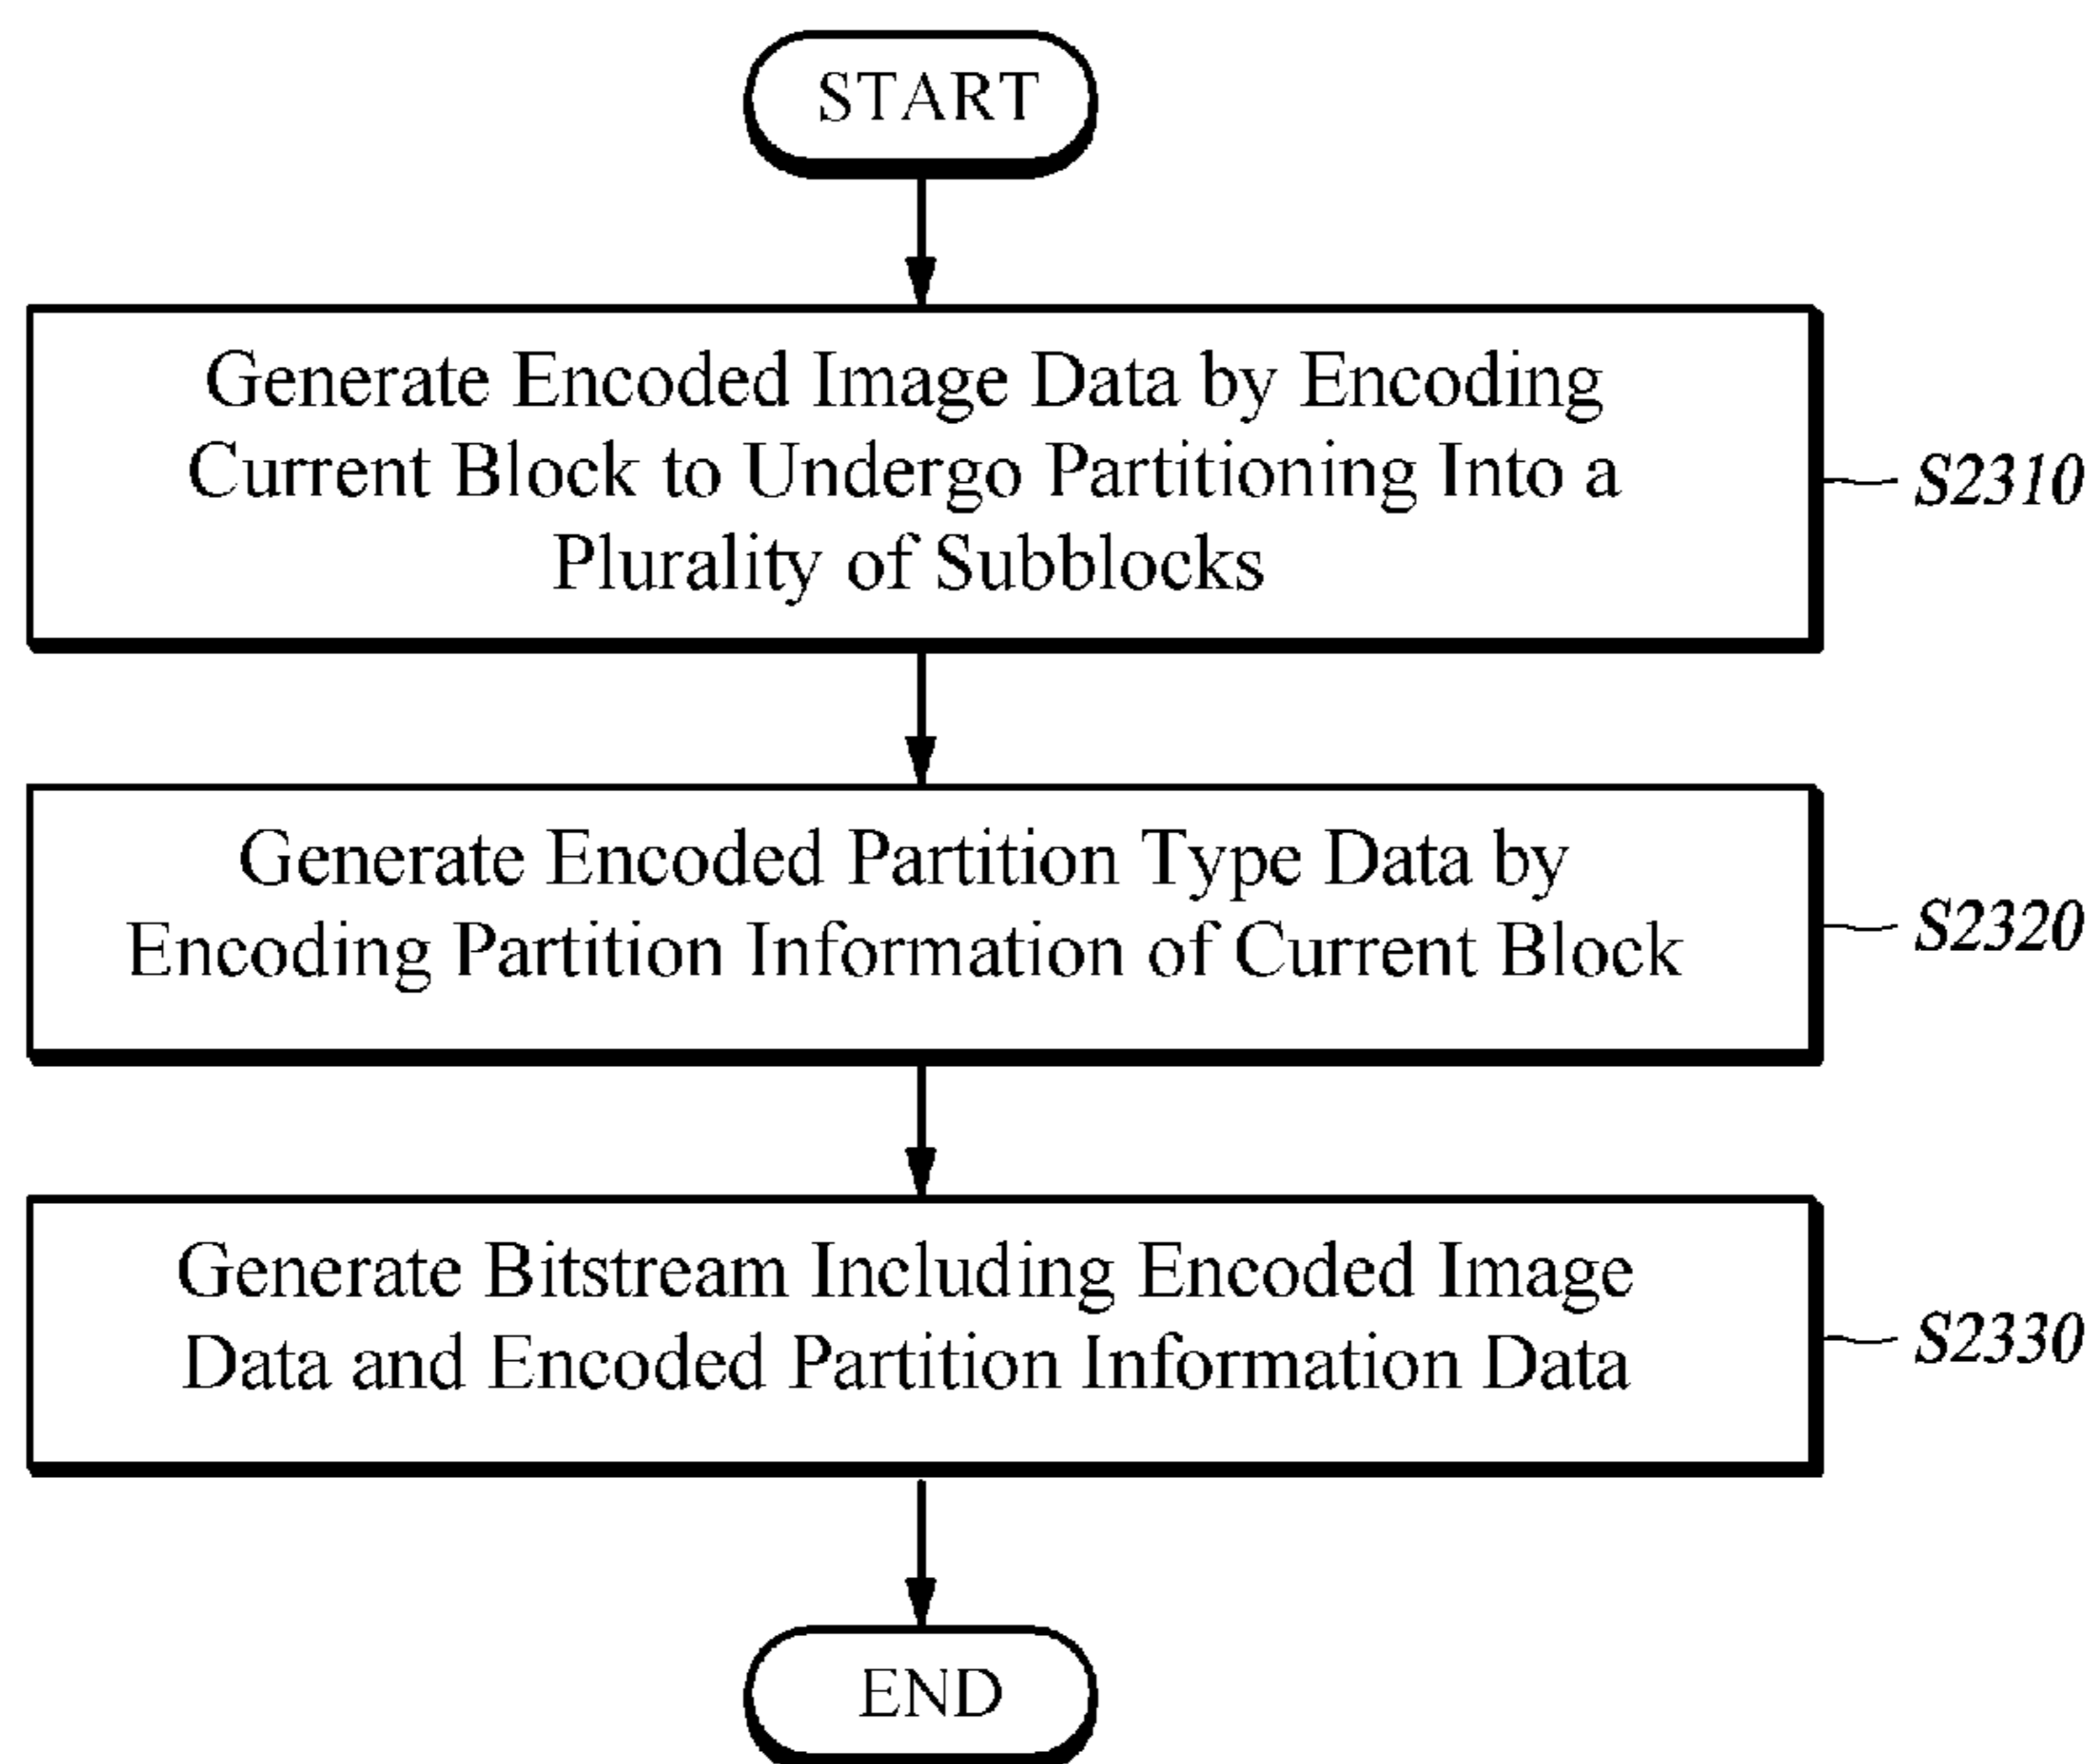 START
Generate Encoded Image Data by Encoding
Current Block to Undergo Partitioning Into a
Plurality of Subblocks
S2310
Generate Encoded Partition Type Data by
Encoding Partition Information of Current Block
S2320
Generate Bitstream Including Encoded Image
Data and Encoded Partition Information Data
S2330
END